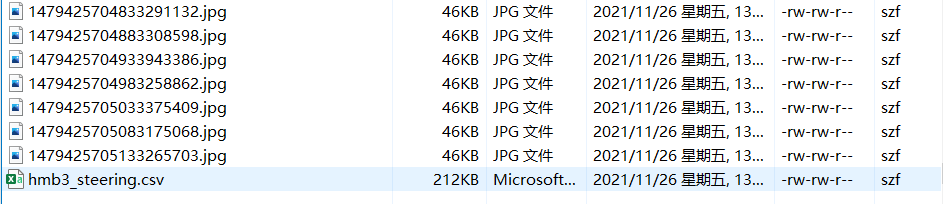 1479425704833291132.jpg 46KB JPG 文件 2021/11/26 星期五, 13... -rw-rw-r-- szf
1479425704883308598.jpg 46KB JPG 文件 2021/11/26 星期五, 13... -rw-rw-r-- szf
1479425704933943386.jpg 46KB JPG 文件 2021/11/26 星期五, 13... -rw-rw-r-- szf
1479425704983258862.jpg 46KB JPG 文件 2021/11/26 星期五, 13... -rw-rw-r-- szf
1479425705033375409.jpg 46KB JPG 文件 2021/11/26 星期五, 13... -rw-rw-r-- szf
1479425705083175068.jpg 46KB JPG 文件 2021/11/26 星期五, 13... -rw-rw-r-- szf
1479425705133265703.jpg 46KB JPG 文件 2021/11/26 星期五, 13... -rw-rw-r-- szf
hmb3_steering.csv 212KB Microsoft... 2021/11/26 星期五, 13... -rw-rw-r-- szf